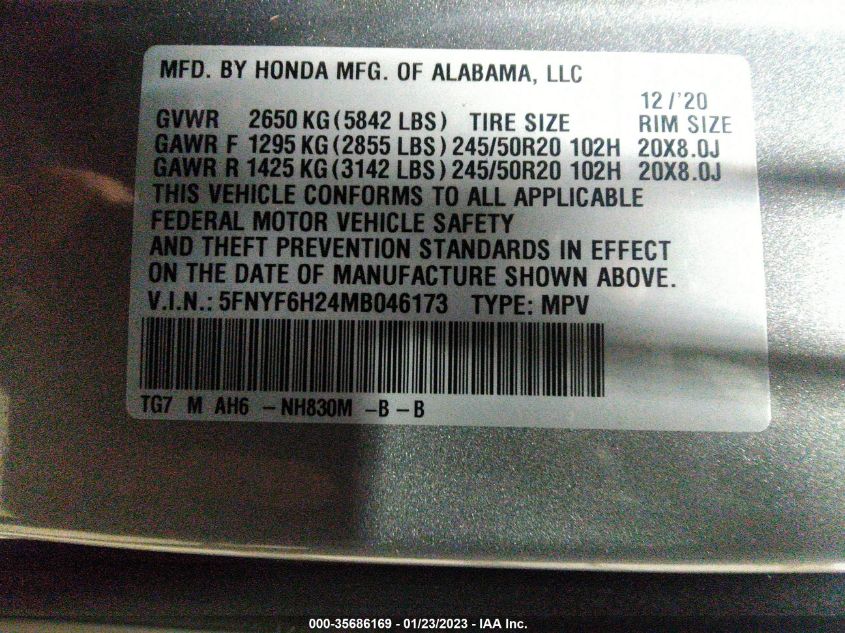 MFD. BY HONDA MFG. OF ALABAMA, LLC
12/'20
GVWR 2650 KG (5842 LBS) TIRE SIZE RIM SIZE
GAWR F 1295 KG (2855 LBS) 245/50R20 102H 20X8.0J
GAWR R 1425 KG (3142 LBS) 245/50R20 102H 20X8.0J
THIS VEHICLE CONFORMS TO ALL APPLICABLE
FEDERAL MOTOR VEHICLE SAFETY
AND THEFT PREVENTION STANDARDS IN EFFECT
ON THE DATE OF MANUFACTURE SHOWN ABOVE.
V.I.N.: 5FNYF6H24MB046173 TYPE: MPV
TG7 M AH6 – NH830M – B – B
000-35686169 - 01/23/2023 - IAA Inc.